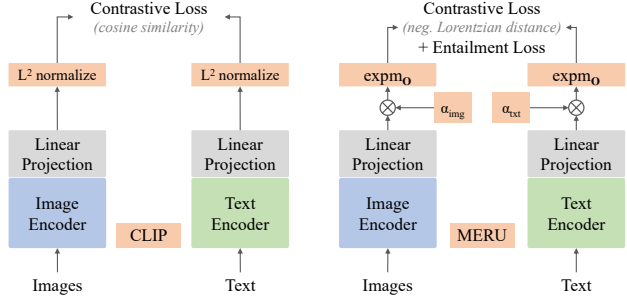 Contrastive Loss
(cosine similarity)
L² normalize
L² normalize
Linear
Projection
Linear
Projection
Image
Encoder
CLIP
Text
Encoder
Images
Text
Contrastive Loss
(neg. Lorentzian distance)
+ Entailment Loss
expm_O
expm_O
α_img
α_txt
Linear
Projection
Linear
Projection
Image
Encoder
MERU
Text
Encoder
Images
Text